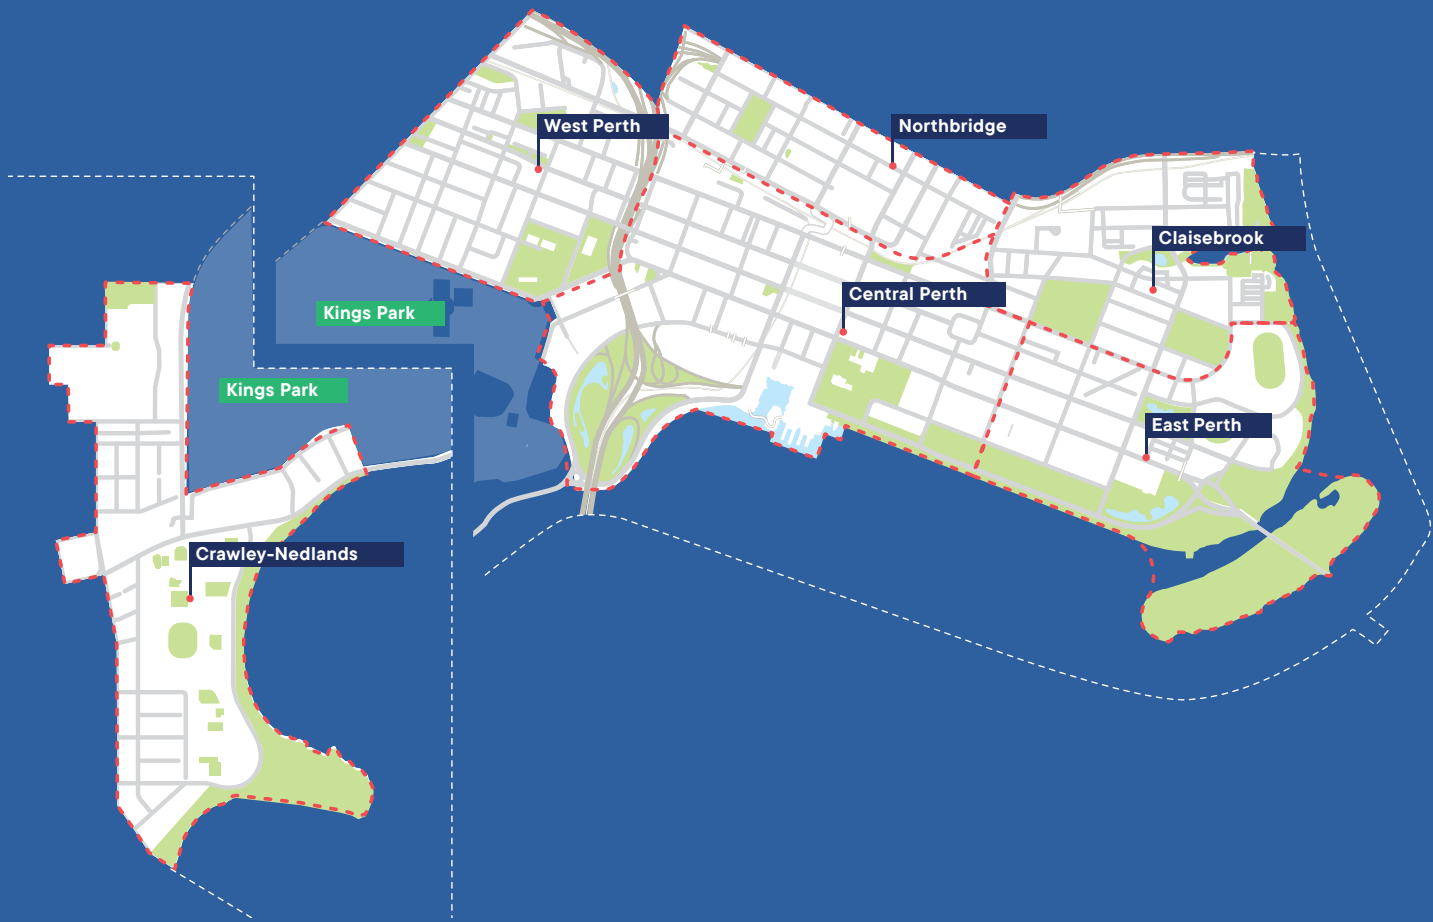 West Perth
Northbridge
Claisebrook
Central Perth
Kings Park
Kings Park
East Perth
Crawley-Nedlands